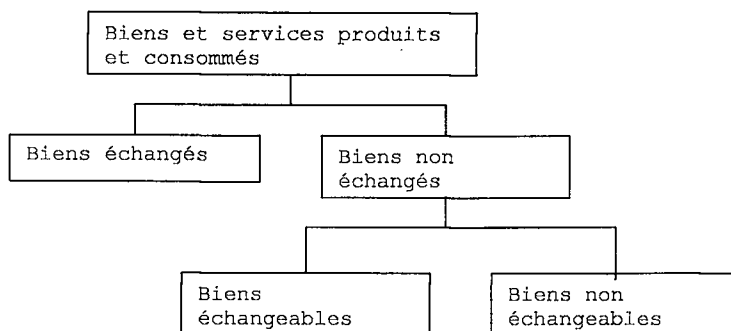 Biens et services produits
et consommés
Biens échangés
Biens non
échangés
Biens
échangeables
Biens non
échangeables